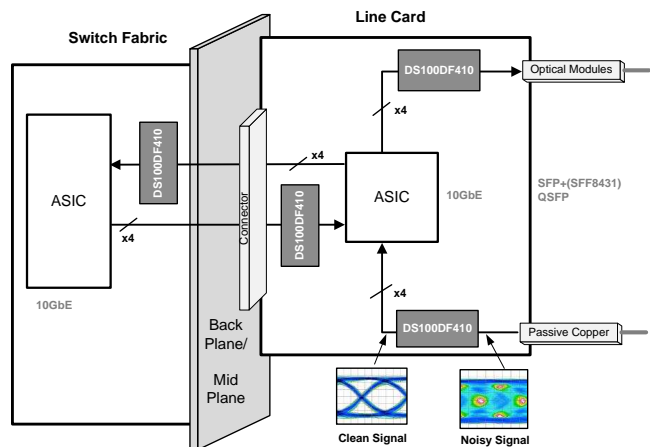 Line Card
Switch Fabric
DS100DF410
Optical Modules
x4
DS100DF410
x4
ASIC
Connector
DS100DF410
ASIC
10GbE
SFP+(SFF8431)
QSFP
x4
10GbE
x4
Back
Plane/
Mid
Plane
DS100DF410
Passive Copper
Clean Signal
Noisy Signal